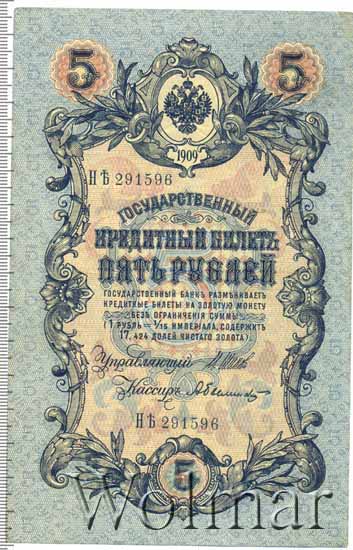 5 5
1909
НѢ 291596
ГОСУДАРСТВЕННЫЙ
КРЕДИТНЫЙ БИЛЕТЪ
ПЯТЬ РУБЛЕЙ
ГОСУДАРСТВЕННЫЙ БАНКЪ РАЗМѢНИВАЕТЪ
КРЕДИТНЫЕ БИЛЕТЫ НА ЗОЛОТУЮ МОНЕТУ
БЕЗЪ ОГРАНИЧЕНІЯ СУММЫ
(1 РУБЛЬ = 1/15 ИМПЕРІАЛА, СОДЕРЖИТЪ
17,424 ДОЛЕЙ ЧИСТАГО ЗОЛОТА)
Управляющій
Кассиръ
НѢ 291596
5
Wolmar